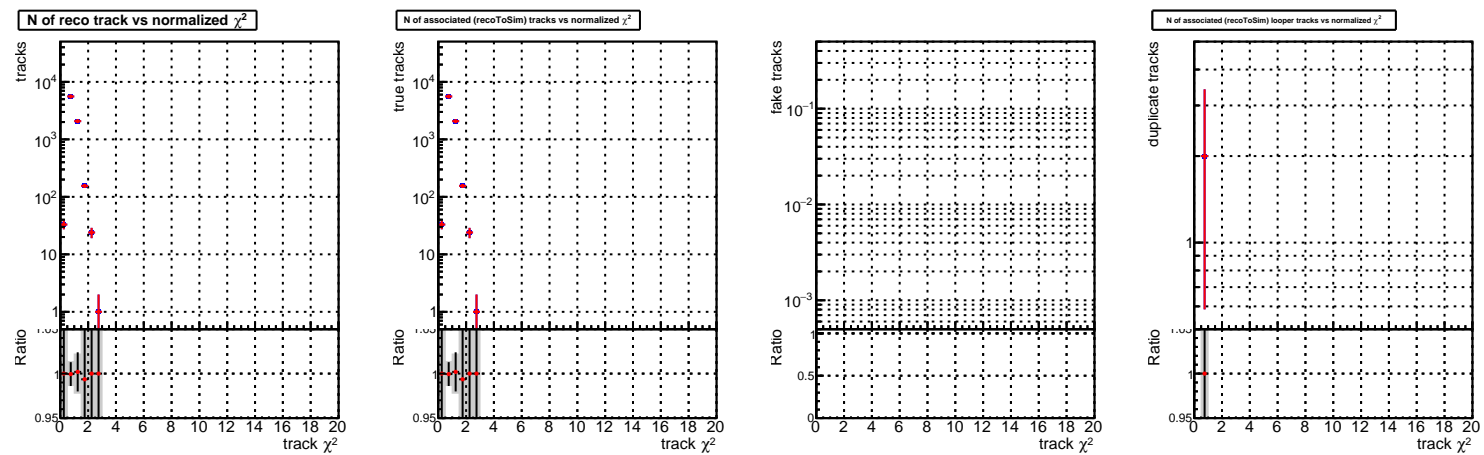 N of reco track vs normalized χ²
tracks
10⁴
10³
10²
10
1
Ratio
1.05
1
0.95
0 2 4 6 8 10 12 14 16 18 20
track χ²
N of associated (recoToSim) tracks vs normalized χ²
true tracks
10⁴
10³
10²
10
1
Ratio
1.05
1
0.95
0 2 4 6 8 10 12 14 16 18 20
track χ²
fake tracks
10⁻¹
10⁻²
10⁻³
Ratio
1
0.5
0
0 2 4 6 8 10 12 14 16 18 20
track χ²
N of associated (recoToSim) looper tracks vs normalized χ²
duplicate tracks
1
Ratio
1.05
1
0.95
0 2 4 6 8 10 12 14 16 18 20
track χ²